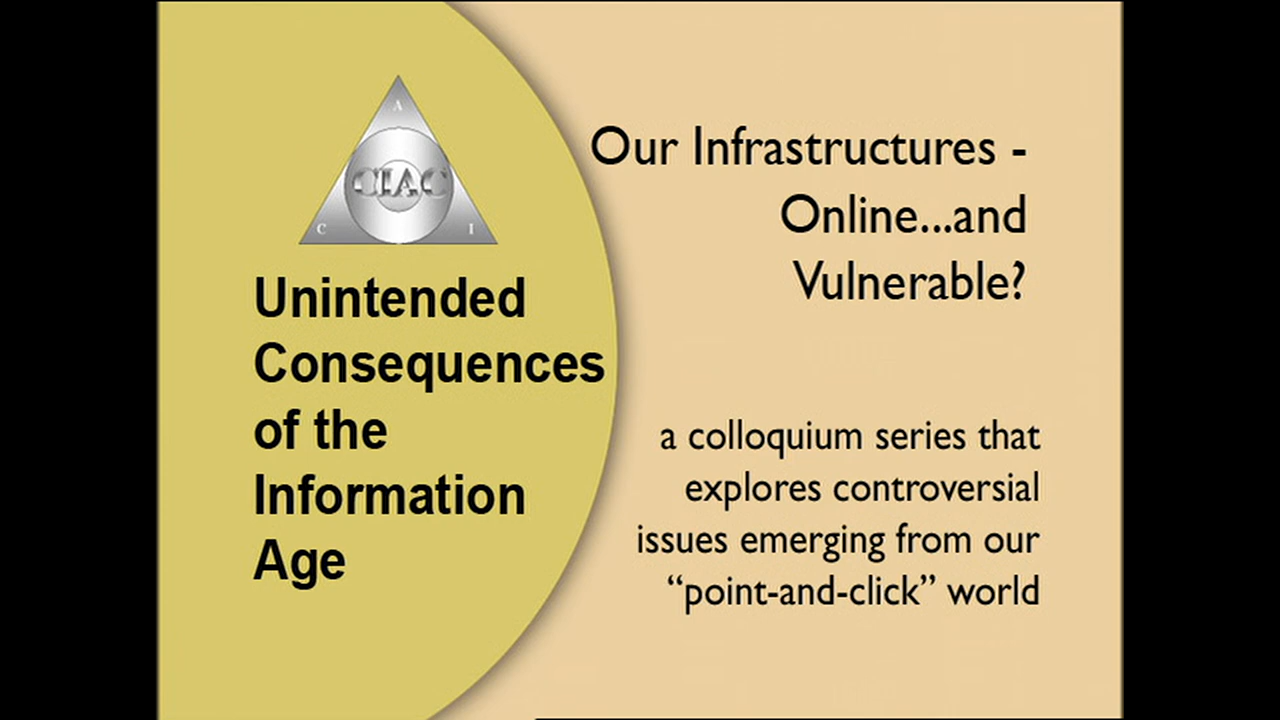 A
CIAC
C I
Unintended
Consequences
of the
Information
Age
Our Infrastructures -
Online...and
Vulnerable?
a colloquium series that
explores controversial
issues emerging from our
“point-and-click” world